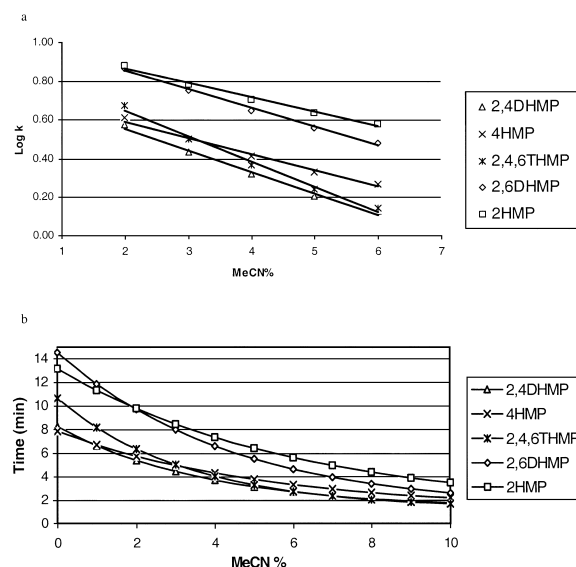 a
1.00
0.80
0.60
0.40
0.20
0.00
Log k
1 2 3 4 5 6 7
MeCN%
2,4DHMP
4HMP
2,4,6THMP
2,6DHMP
2HMP
b
14
12
10
8
6
4
2
0
Time (min)
0 2 4 6 8 10
MeCN %
2,4DHMP
4HMP
2,4,6THMP
2,6DHMP
2HMP